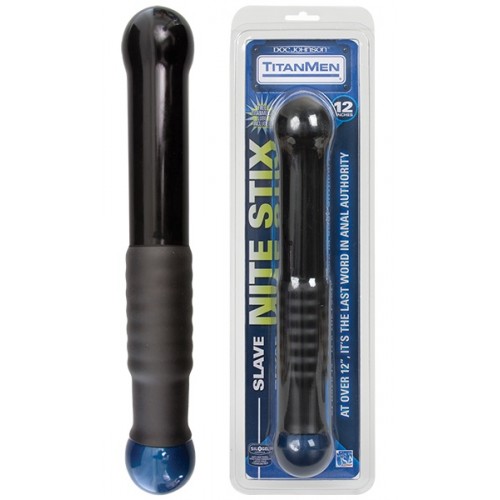 DOC JOHNSON
TITANMEN
12
INCHES
SLAVE
NITE STIX
AT OVER 12", IT'S THE LAST WORD IN ANAL AUTHORITY